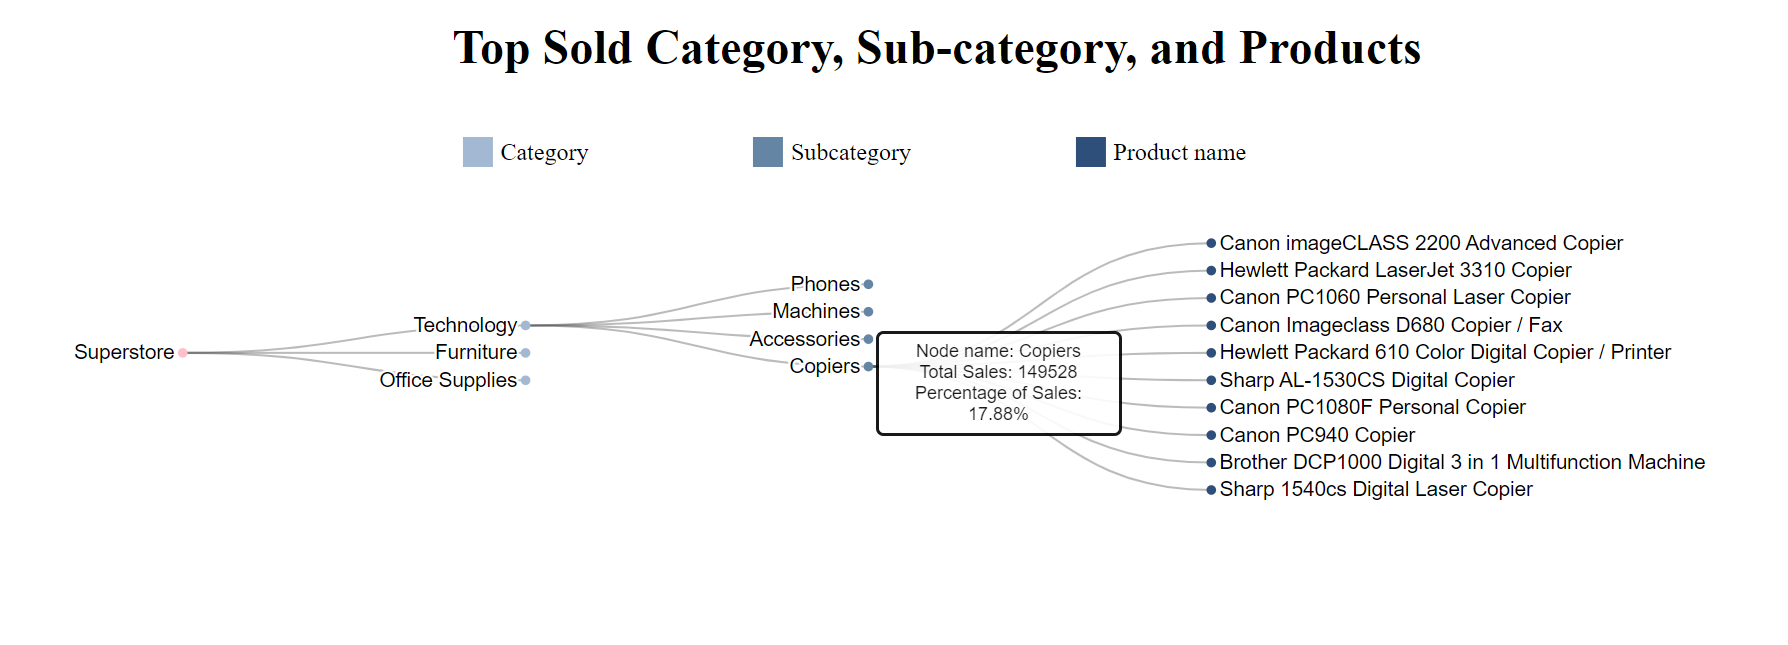 Top Sold Category, Sub-category, and Products
Category
Subcategory
Product name
Superstore
Technology
Furniture
Office Supplies
Phones
Machines
Accessories
Copiers
Node name: Copiers
Total Sales: 149528
Percentage of Sales:
17.88%
Canon imageCLASS 2200 Advanced Copier
Hewlett Packard LaserJet 3310 Copier
Canon PC1060 Personal Laser Copier
Canon Imageclass D680 Copier / Fax
Hewlett Packard 610 Color Digital Copier / Printer
Sharp AL-1530CS Digital Copier
Canon PC1080F Personal Copier
Canon PC940 Copier
Brother DCP1000 Digital 3 in 1 Multifunction Machine
Sharp 1540cs Digital Laser Copier